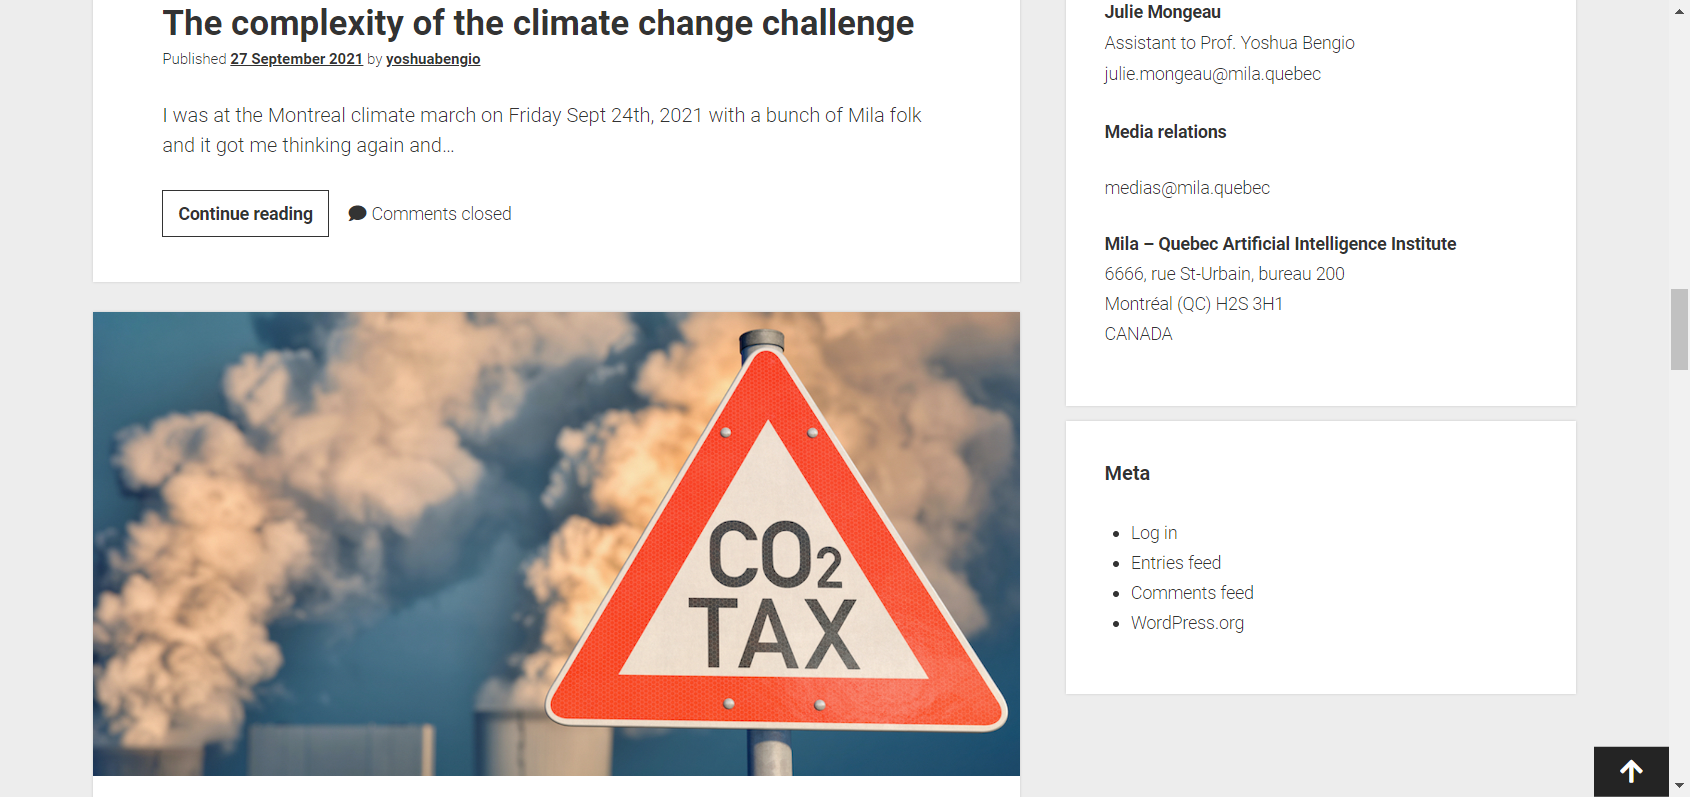 The complexity of the climate change challenge
Published 27 September 2021 by yoshuabengio
I was at the Montreal climate march on Friday Sept 24th, 2021 with a bunch of Mila folk
and it got me thinking again and…
Continue reading
Comments closed
CO2
TAX
Julie Mongeau
Assistant to Prof. Yoshua Bengio
julie.mongeau@mila.quebec
Media relations
medias@mila.quebec
Mila – Quebec Artificial Intelligence Institute
6666, rue St-Urbain, bureau 200
Montréal (QC) H2S 3H1
CANADA
Meta
Log in
Entries feed
Comments feed
WordPress.org